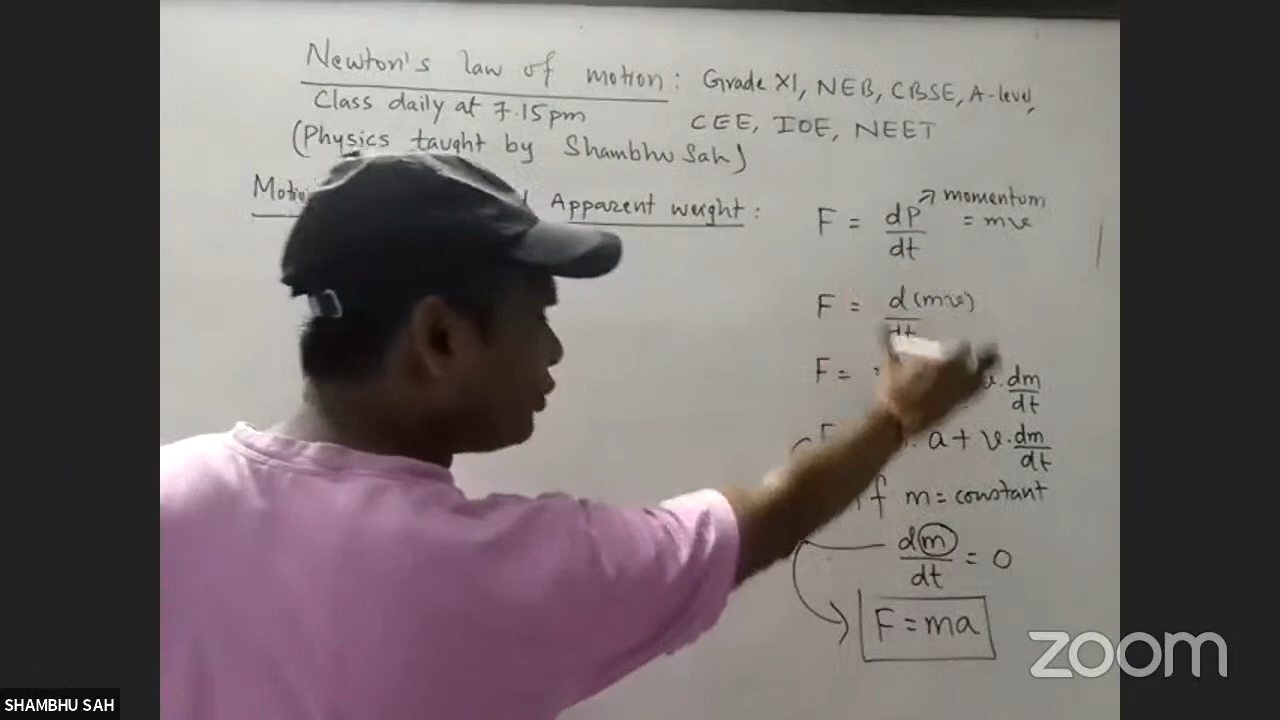 Newton's law of motion: Grade XI, NEB, CBSE, A-level,
Class daily at 7.15pm CEE, IOE, NEET
(Physics taught by Shambhu Sah)
Apparent weight:
F = dP/dt → momentum = mv
F = d(mv)/dt
F = v.dm/dt
a + v.dm/dt
If m = constant
dm/dt = 0
F = ma
zoom
SHAMBHU SAH